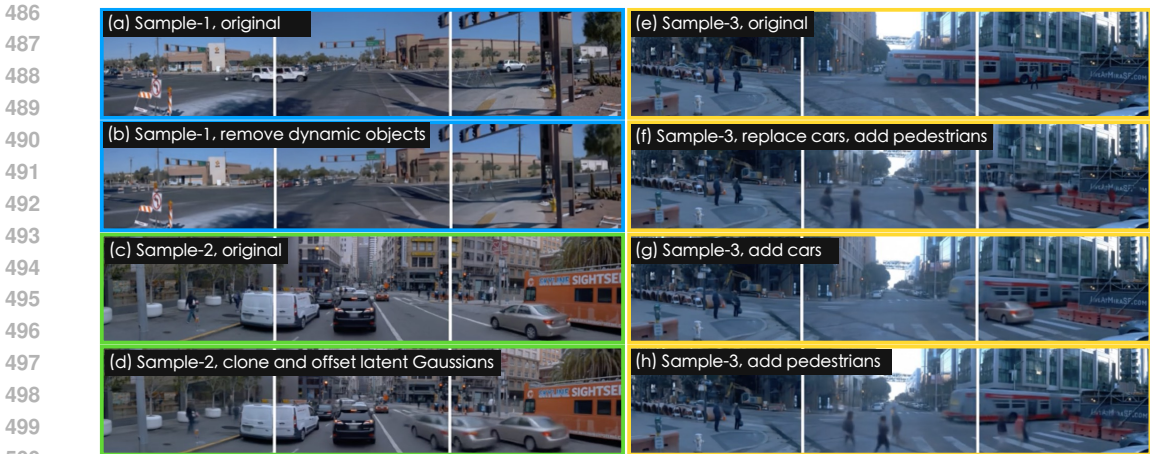 486
487
488
489
490
491
492
493
494
495
496
497
498
499
(a) Sample-1, original
(b) Sample-1, remove dynamic objects
(c) Sample-2, original
SIGHTSEE
(d) Sample-2, clone and offset latent Gaussians
SIGHTSE
(e) Sample-3, original
(f) Sample-3, replace cars, add pedestrians
(g) Sample-3, add cars
(h) Sample-3, add pedestrians